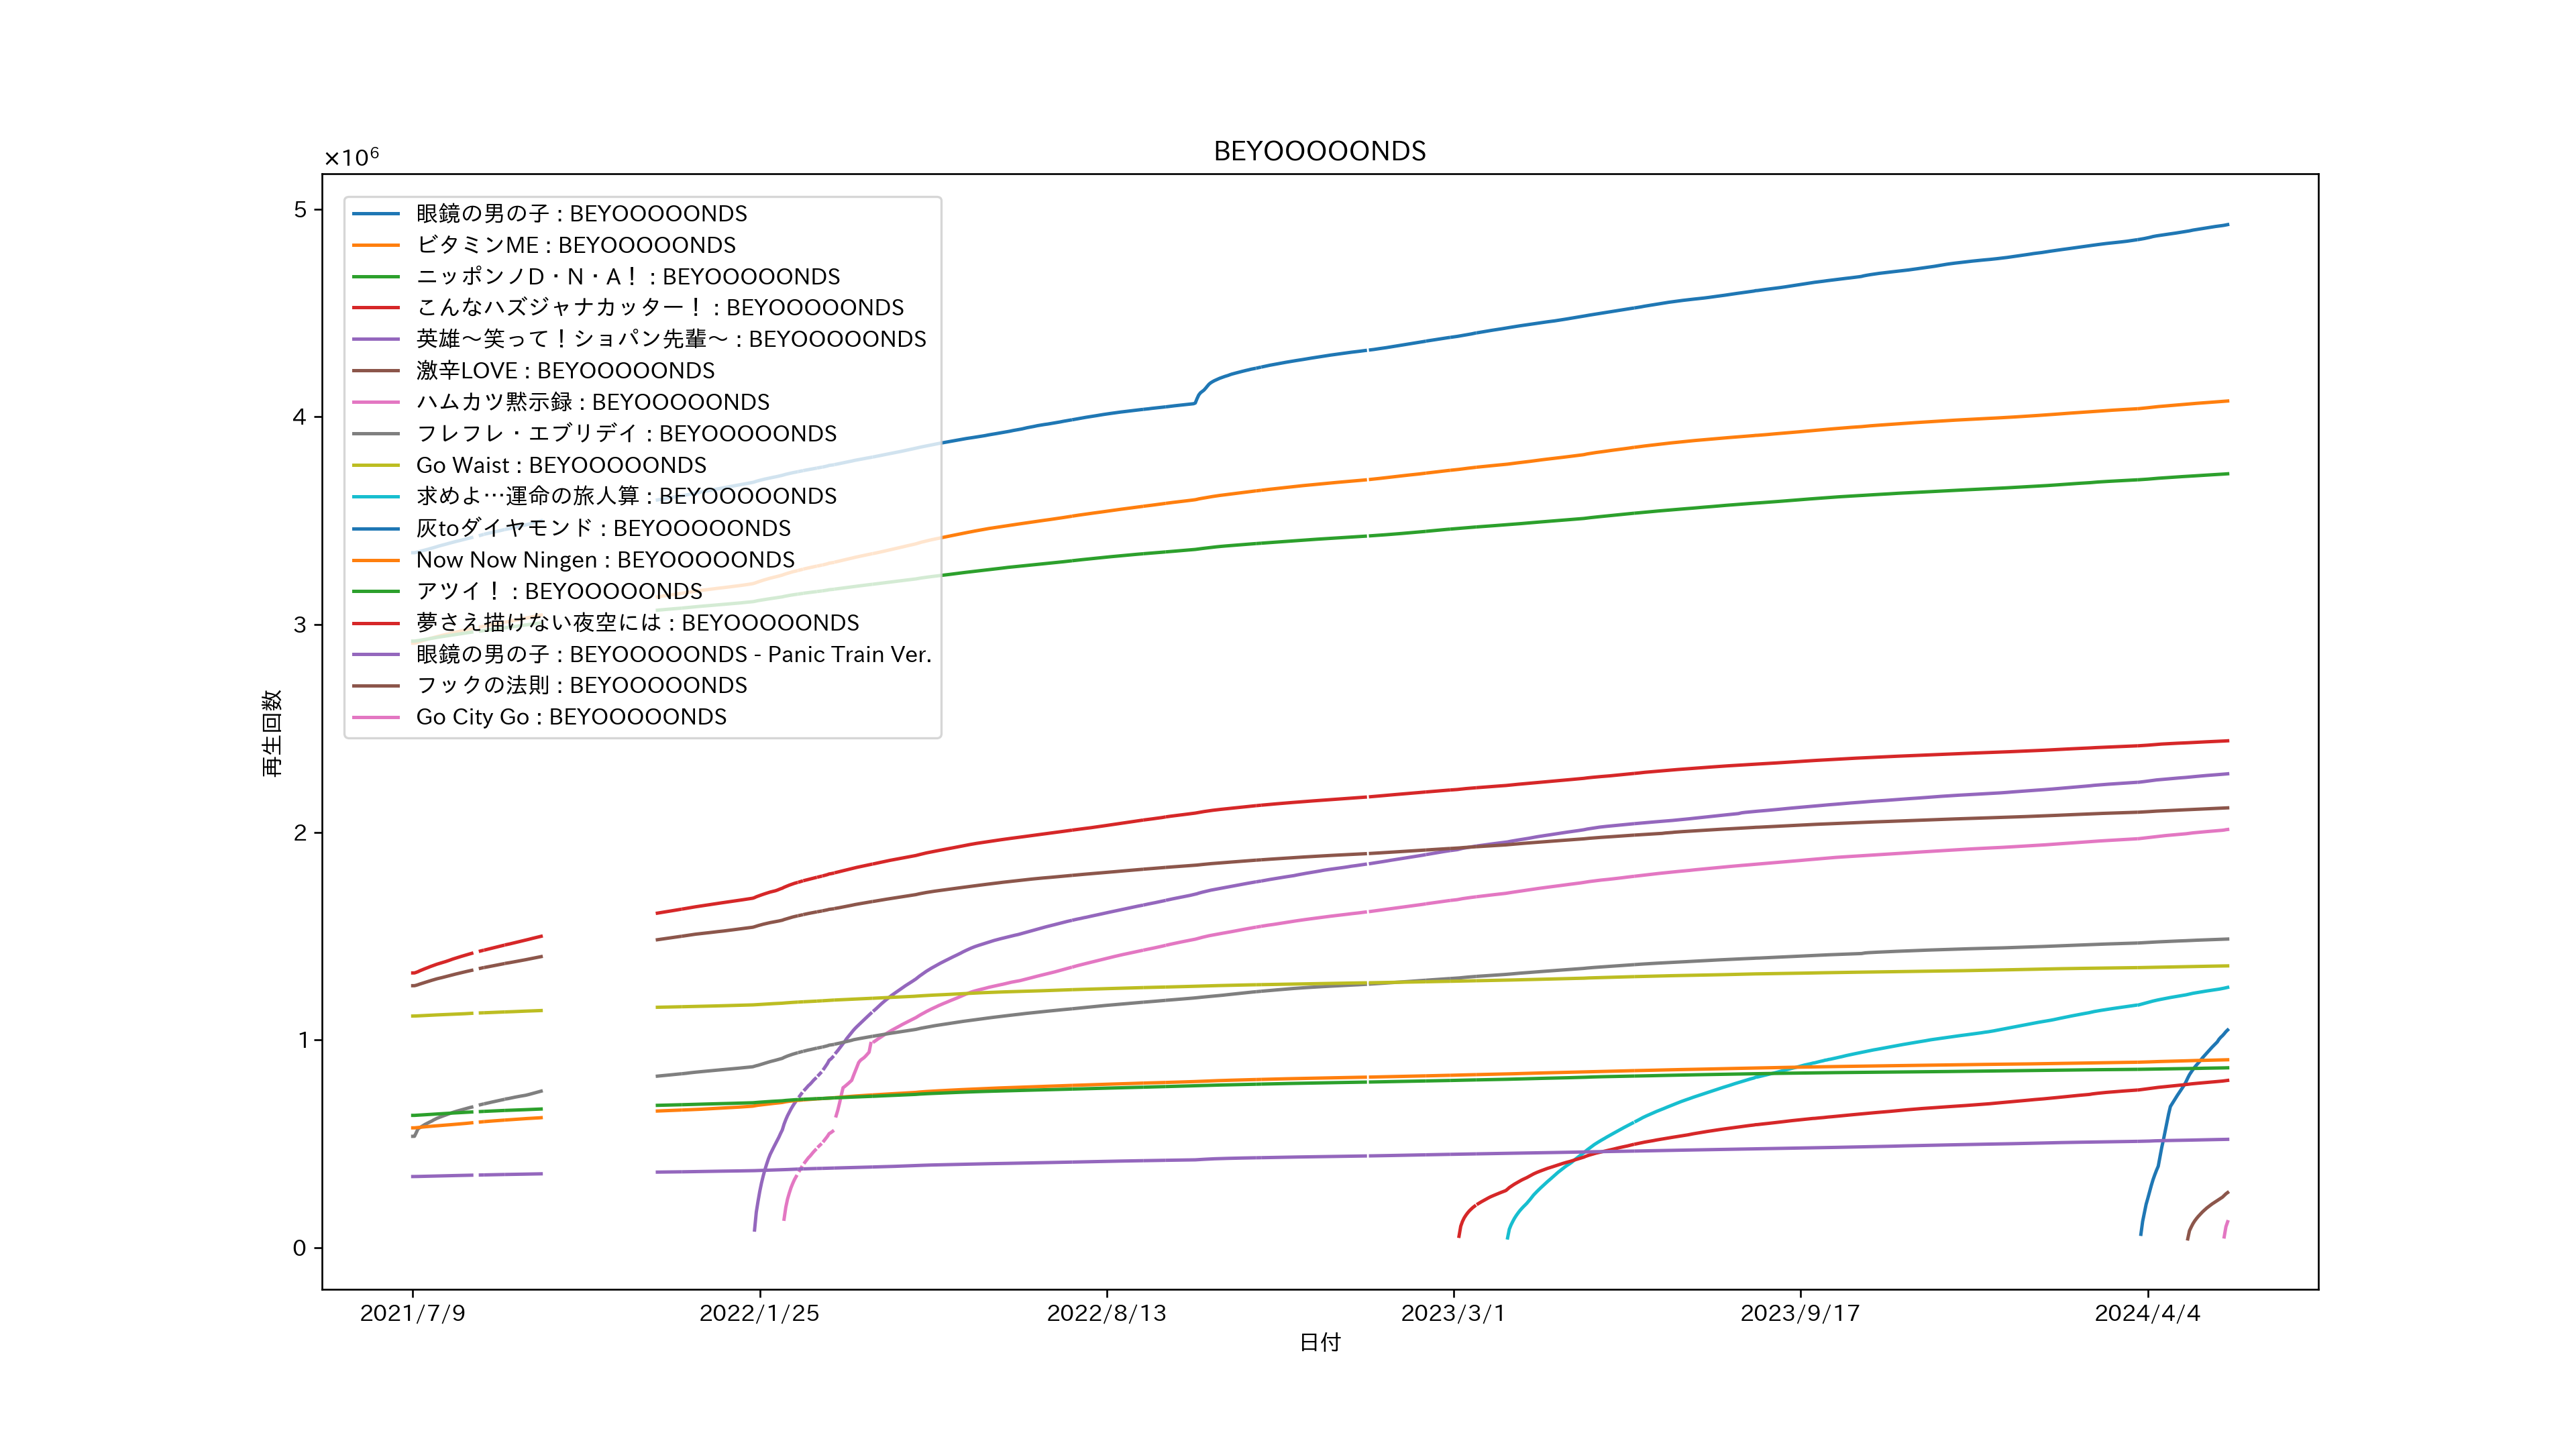 BEYOOOOONDS
×10⁶
5
4
3
2
1
0
再生回数
眼鏡の男の子 : BEYOOOOONDS
ビタミンME : BEYOOOOONDS
ニッポンノD・N・A！ : BEYOOOOONDS
こんなハズジャナカッター！ : BEYOOOOONDS
英雄〜笑って！ショパン先輩〜 : BEYOOOOONDS
激辛LOVE : BEYOOOOONDS
ハムカツ黙示録 : BEYOOOOONDS
フレフレ・エブリデイ : BEYOOOOONDS
Go Waist : BEYOOOOONDS
求めよ…運命の旅人算 : BEYOOOOONDS
灰toダイヤモンド : BEYOOOOONDS
Now Now Ningen : BEYOOOOONDS
アツイ！ : BEYOOOOONDS
夢さえ描けない夜空には : BEYOOOOONDS
眼鏡の男の子 : BEYOOOOONDS - Panic Train Ver.
フックの法則 : BEYOOOOONDS
Go City Go : BEYOOOOONDS
2021/7/9
2022/1/25
2022/8/13
2023/3/1
2023/9/17
2024/4/4
日付